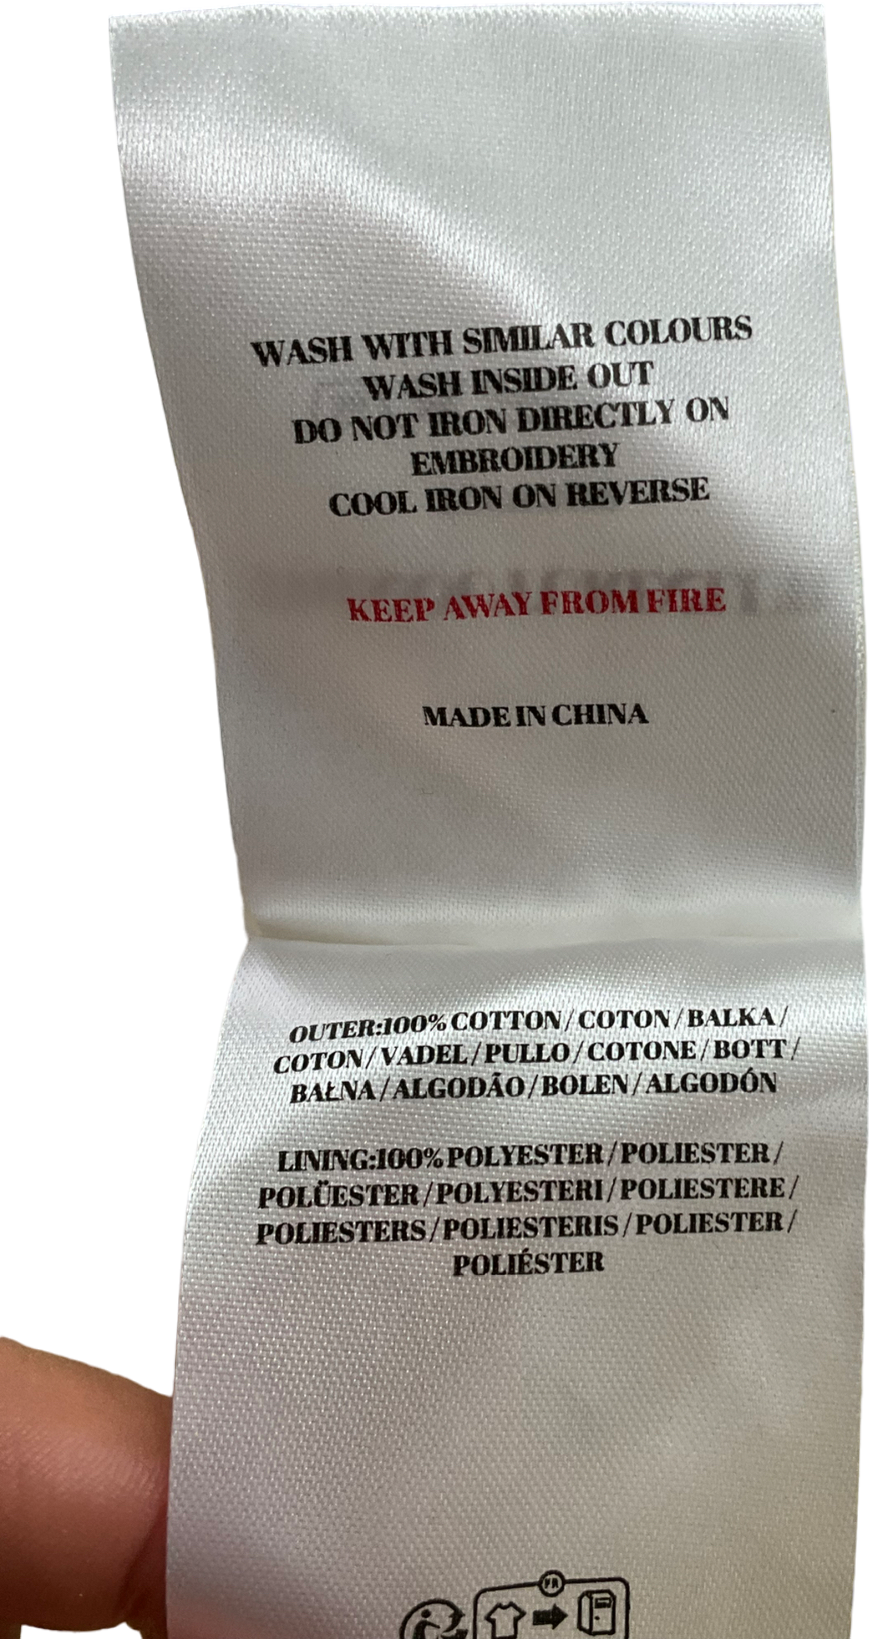 WASH WITH SIMILAR COLOURS
WASH INSIDE OUT
DO NOT IRON DIRECTLY ON
EMBROIDERY
COOL IRON ON REVERSE
KEEP AWAY FROM FIRE
MADE IN CHINA
OUTER:100% COTTON/COTON/BALKA/
COTON/VADEL/PULLO/COTONE/BOTT/
BAŁNA/ALGODÃO/BOLEN/ALGODÓN
LINING:100% POLYESTER/POLIESTER/
POLÜESTER/POLYESTERI/POLIESTERE/
POLIESTERS/POLIESTERIS/POLIESTER/
POLIÉSTER
FR